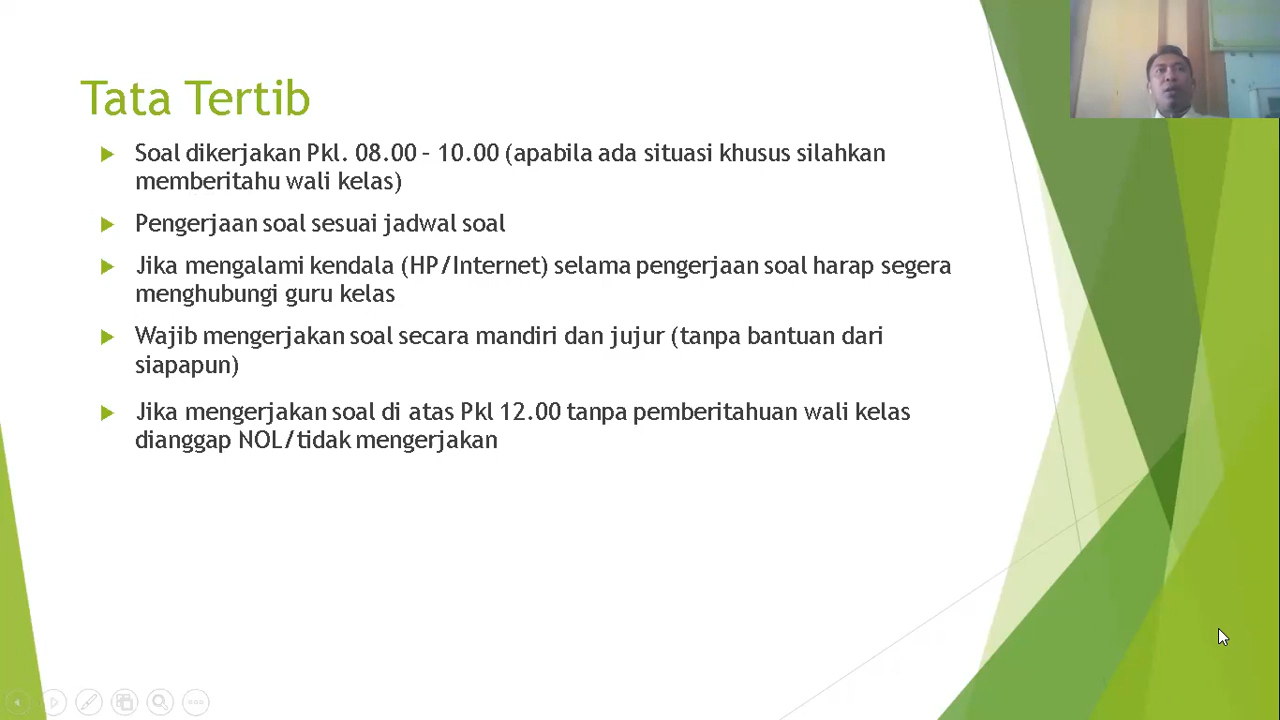 Tata Tertib
Soal dikerjakan Pkl. 08.00 – 10.00 (apabila ada situasi khusus silahkan
memberitahu wali kelas)
Pengerjaan soal sesuai jadwal soal
Jika mengalami kendala (HP/Internet) selama pengerjaan soal harap segera
menghubungi guru kelas
Wajib mengerjakan soal secara mandiri dan jujur (tanpa bantuan dari
siapapun)
Jika mengerjakan soal di atas Pkl 12.00 tanpa pemberitahuan wali kelas
dianggap NOL/tidak mengerjakan